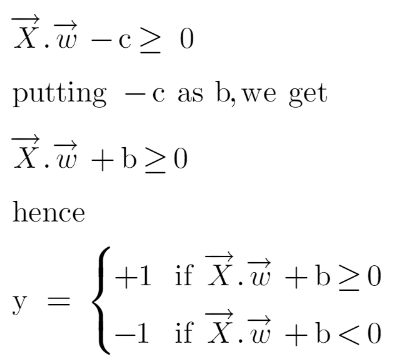 X⃗.w⃗ −c≥ 0
putting −c as b,we get
X⃗.w⃗ +b≥0
hence
y = { +1 if X⃗.w⃗ +b≥0
−1 if X⃗.w⃗ +b<0